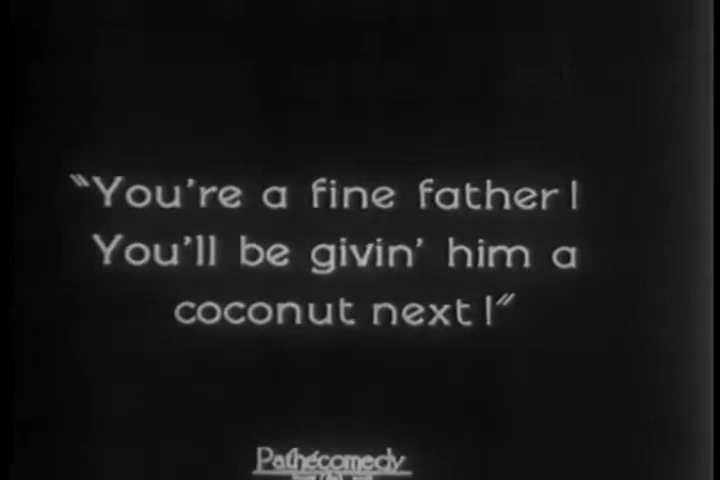 “You're a fine father!
You'll be givin' him a
coconut next!”
Pathécomedy